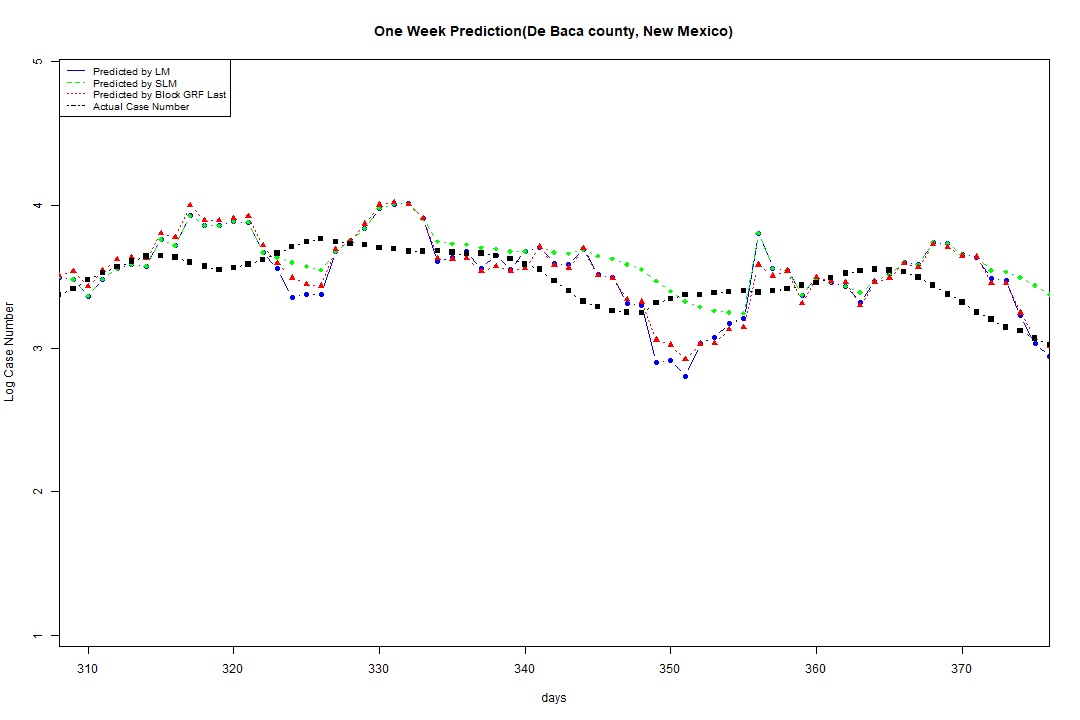 One Week Prediction(De Baca county, New Mexico)
Predicted by LM
Predicted by SLM
Predicted by Block GRF Last
Actual Case Number
5
4
3
2
1
Log Case Number
310 320 330 340 350 360 370
days